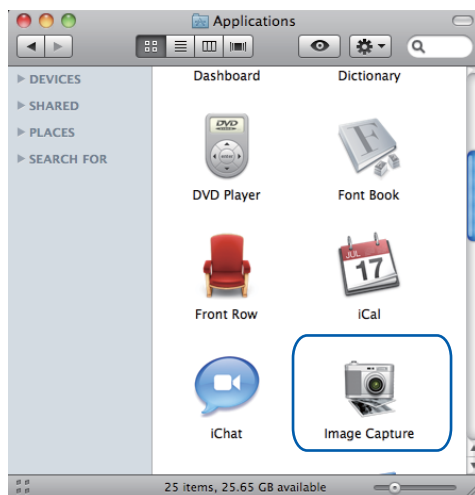 Applications
DEVICES
SHARED
PLACES
SEARCH FOR
Dashboard Dictionary
DVD
DVD Player Font Book
F
JUL
17
Front Row iCal
iChat Image Capture
25 items, 25.65 GB available